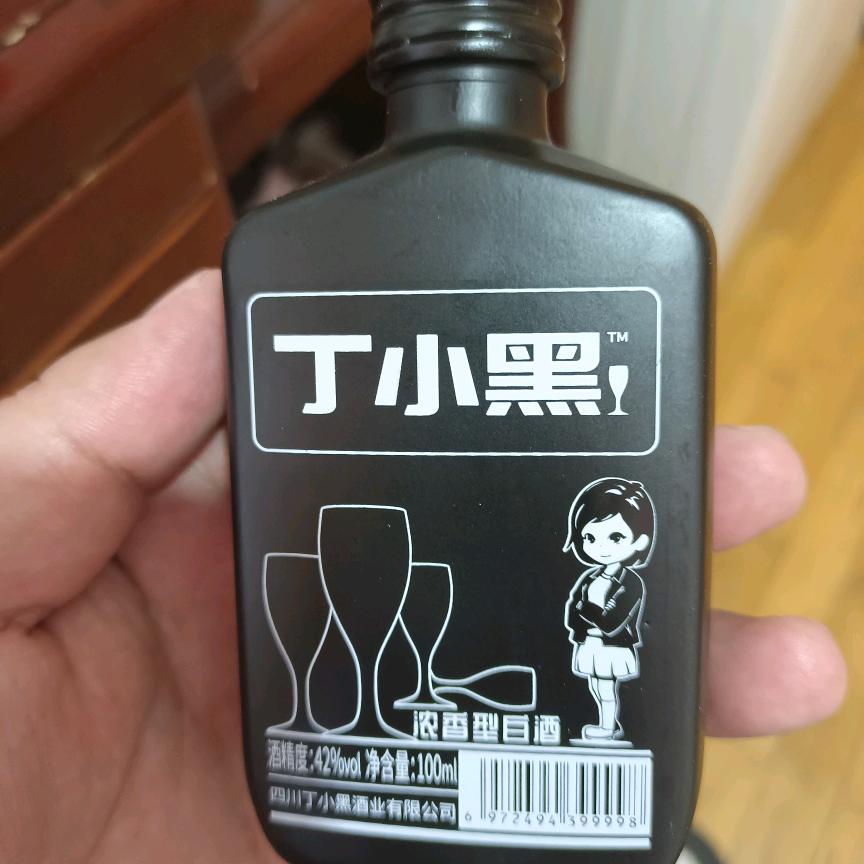 丁小黑™
浓香型白酒
酒精度:42%vol 净含量:100ml
四川丁小黑酒业有限公司
6 972494 399998